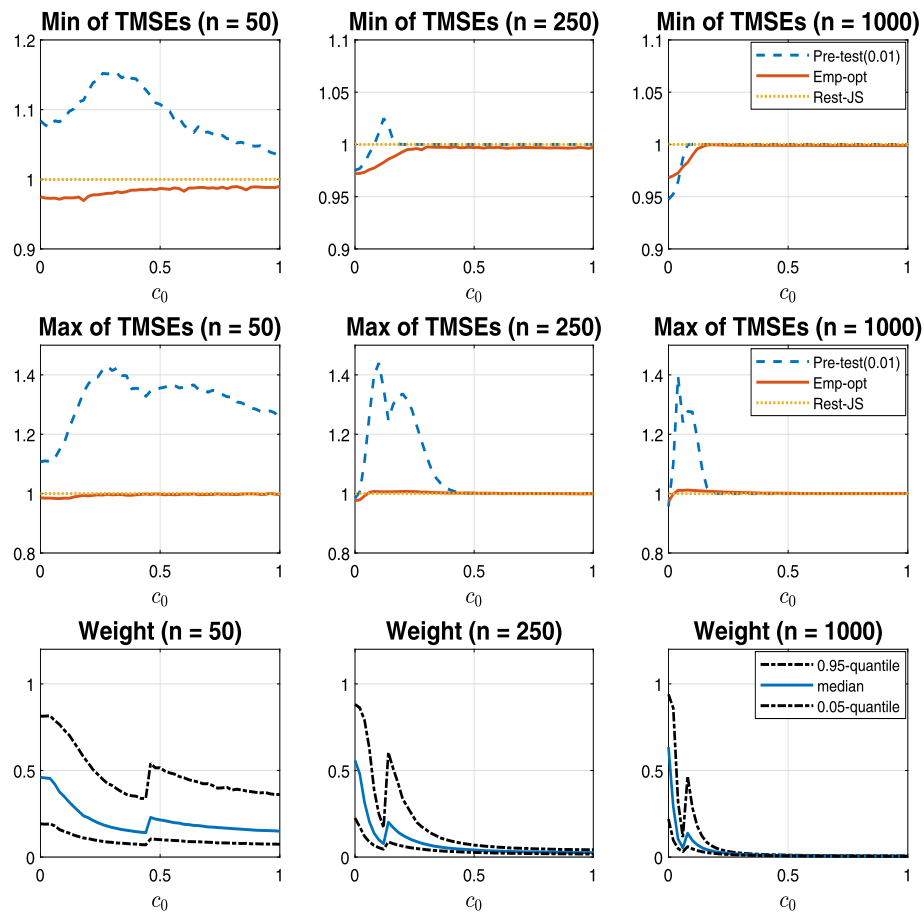 Min of TMSEs (n = 50)
Min of TMSEs (n = 250)
Min of TMSEs (n = 1000)
1.2
1.1
1
0.9
0 0.5 1
c0
1.1
1.05
1
0.95
0.9
0 0.5 1
c0
1.1
1.05
1
0.95
0.9
Pre-test(0.01)
Emp-opt
Rest-JS
0 0.5 1
c0
Max of TMSEs (n = 50)
Max of TMSEs (n = 250)
Max of TMSEs (n = 1000)
1.4
1.2
1
0.8
0 0.5 1
c0
1.4
1.2
1
0.8
0 0.5 1
c0
1.4
1.2
1
0.8
Pre-test(0.01)
Emp-opt
Rest-JS
0 0.5 1
c0
Weight (n = 50)
Weight (n = 250)
Weight (n = 1000)
1
0.5
0
0 0.5 1
c0
1
0.5
0
0 0.5 1
c0
1
0.5
0
0.95-quantile
median
0.05-quantile
0 0.5 1
c0